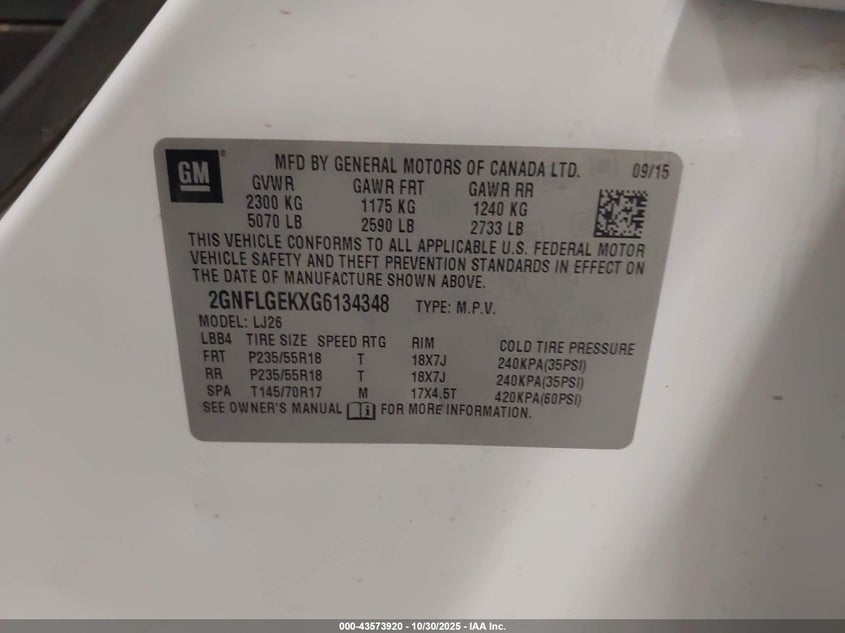 GM ® MFD BY GENERAL MOTORS OF CANADA LTD. 09/15
GVWR GAWR FRT GAWR RR
2300 KG 1175 KG 1240 KG
5070 LB 2590 LB 2733 LB
THIS VEHICLE CONFORMS TO ALL APPLICABLE U.S. FEDERAL MOTOR
VEHICLE SAFETY AND THEFT PREVENTION STANDARDS IN EFFECT ON
THE DATE OF MANUFACTURE SHOWN ABOVE.
2GNFLGEKXG6134348 TYPE: M.P.V.
MODEL: LJ26
LBB4 TIRE SIZE SPEED RTG RIM COLD TIRE PRESSURE
FRT P235/55R18 T 18X7J 240KPA(35PSI)
RR P235/55R18 T 18X7J 240KPA(35PSI)
SPA T145/70R17 M 17X4.5T 420KPA(60PSI)
SEE OWNER'S MANUAL i FOR MORE INFORMATION.
000-43573920 - 10/30/2025 - IAA Inc.